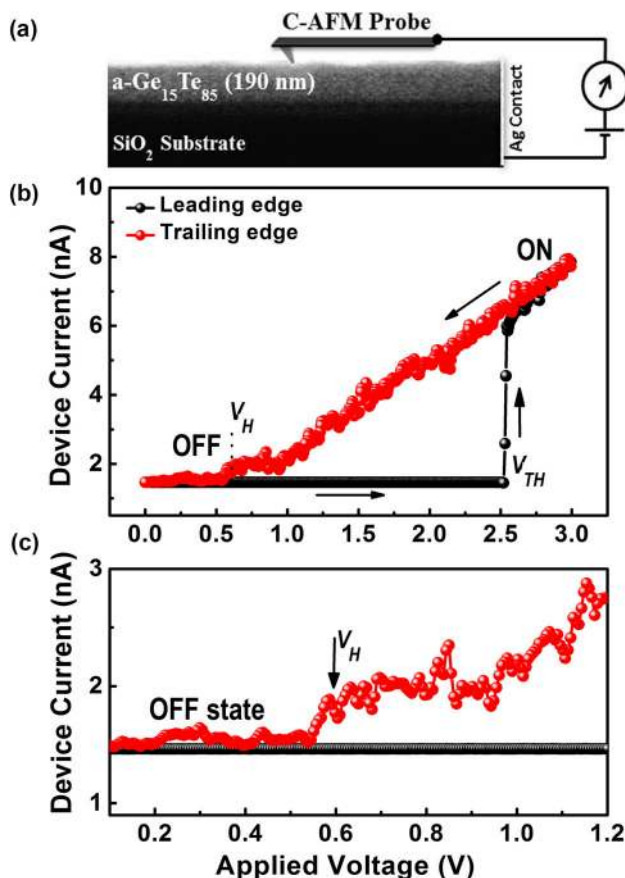 (a)
C-AFM Probe
a-Ge15Te85 (190 nm)
SiO2 Substrate
Ag Contact
(b)
Device Current (nA)
10
8
6
4
2
Leading edge
Trailing edge
ON
OFF
VH
VTH
0.0 0.5 1.0 1.5 2.0 2.5 3.0
(c)
Device Current (nA)
3
2
1
OFF state
VH
0.2 0.4 0.6 0.8 1.0 1.2
Applied Voltage (V)